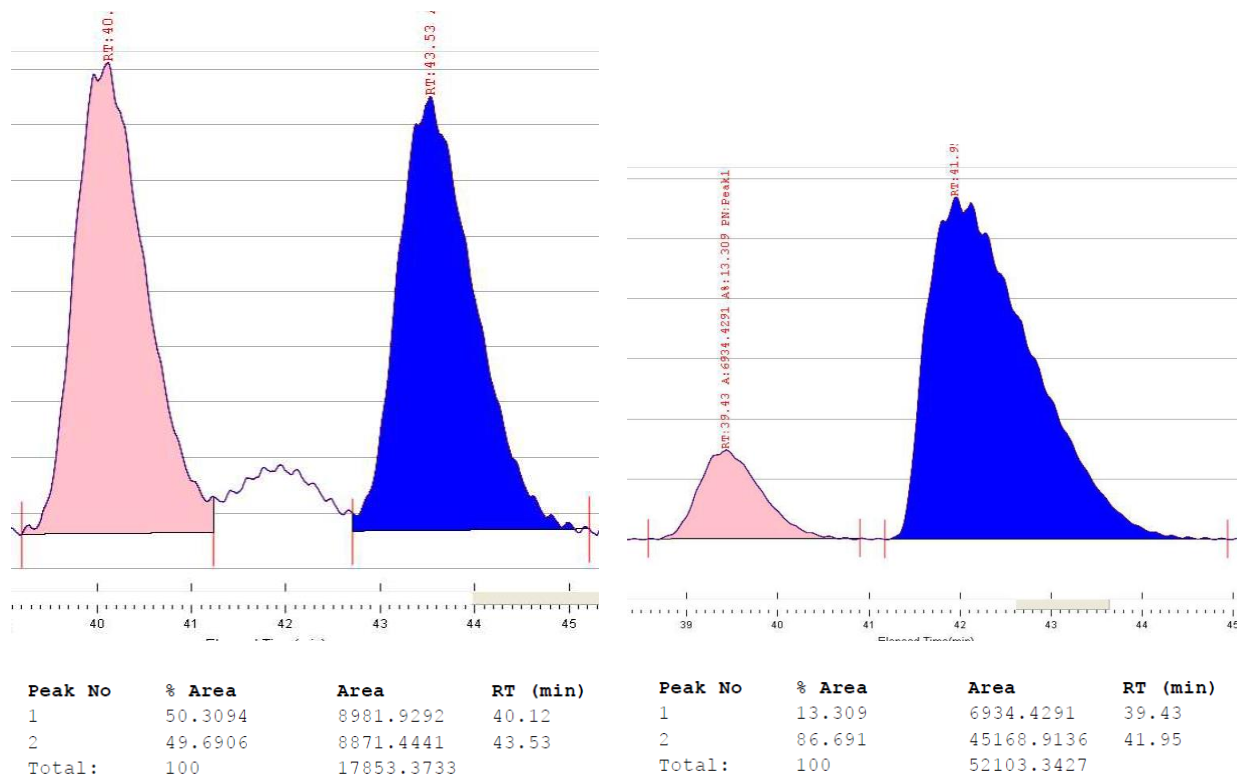 RT:40.
RT:43.53
40 41 42 43 44 45
Peak No % Area Area RT (min)
1 50.3094 8981.9292 40.12
2 49.6906 8871.4441 43.53
Total: 100 17853.3733
RT:39.43 A:6934.4291 A%:13.309 PN:Peak1
RT:41.9
39 40 41 42 43 44 45
Elapsed Time(min)
Peak No % Area Area RT (min)
1 13.309 6934.4291 39.43
2 86.691 45168.9136 41.95
Total: 100 52103.3427